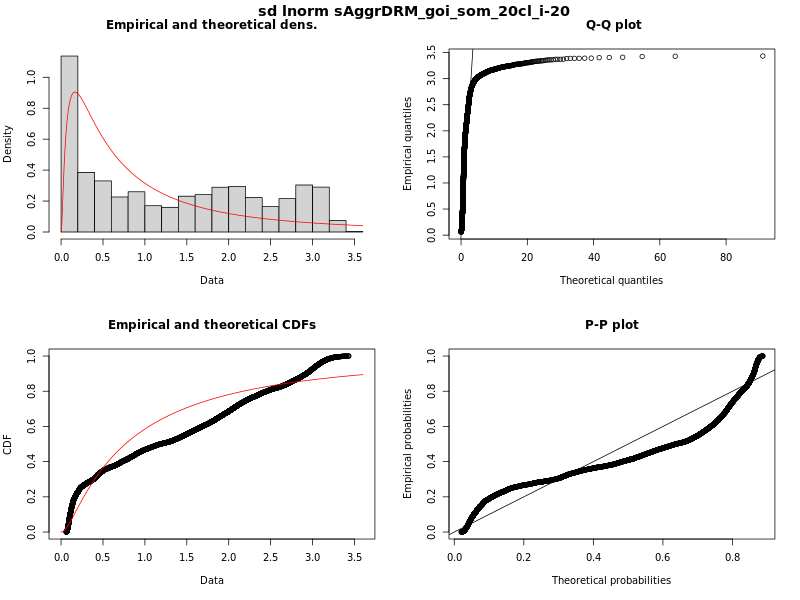 sd lnorm sAggrDRM_goi_som_20cl_i-20
Empirical and theoretical dens.
Density
0.0 0.2 0.4 0.6 0.8 1.0
0.0 0.5 1.0 1.5 2.0 2.5 3.0 3.5
Data
Q-Q plot
Empirical quantiles
0.0 0.5 1.0 1.5 2.0 2.5 3.0 3.5
0 20 40 60 80
Theoretical quantiles
Empirical and theoretical CDFs
CDF
0.0 0.2 0.4 0.6 0.8 1.0
0.0 0.5 1.0 1.5 2.0 2.5 3.0 3.5
Data
P-P plot
Empirical probabilities
0.0 0.2 0.4 0.6 0.8 1.0
0.0 0.2 0.4 0.6 0.8
Theoretical probabilities